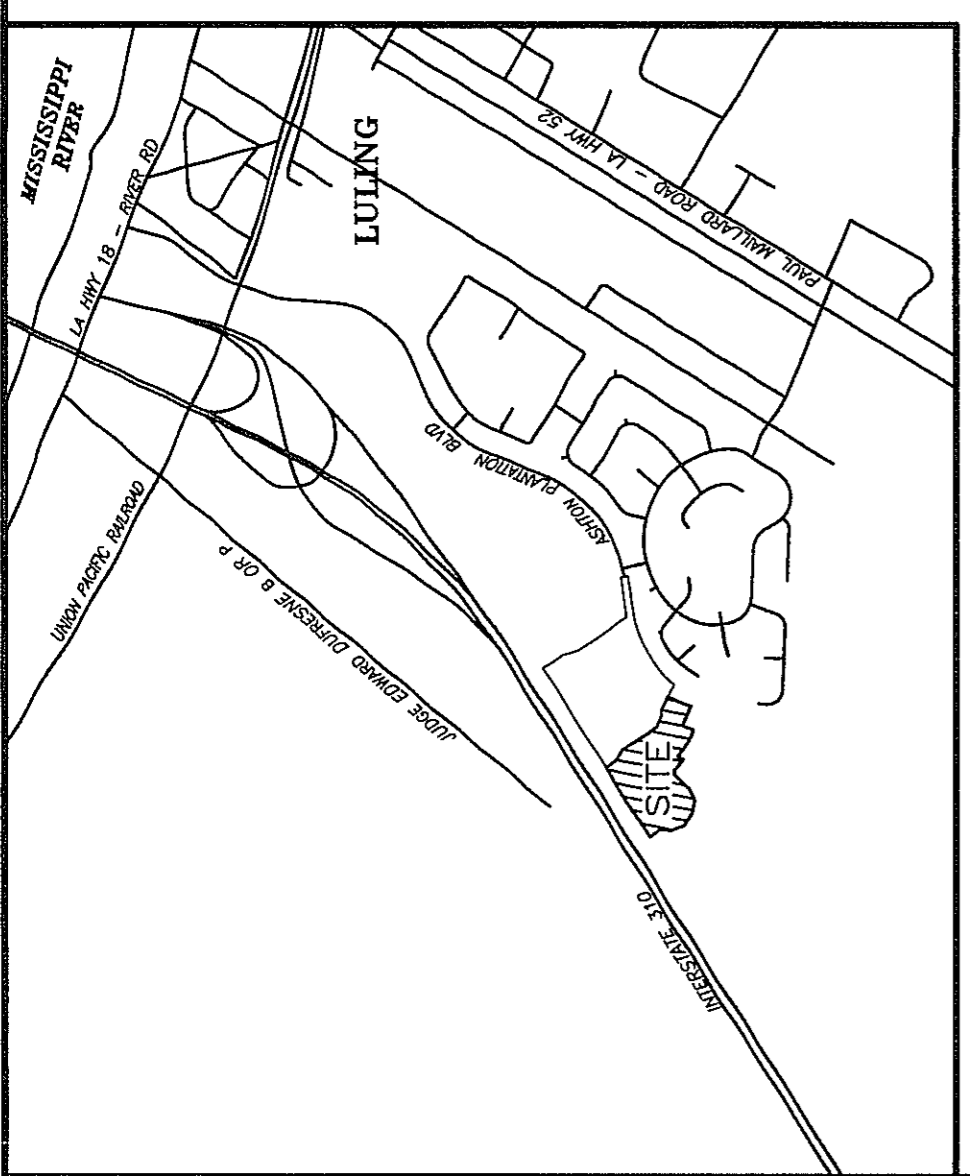 MISSISSIPPI
RIVER
LA HWY 18 - RIVER RD
LULING
PAUL MAILLARD ROAD - LA HWY 52
ASHTON PLANTATION BLVD
UNION PACIFIC RAILROAD
JUDGE EDWARD DUFRESNE B OR P
SITE
INTERSTATE 310